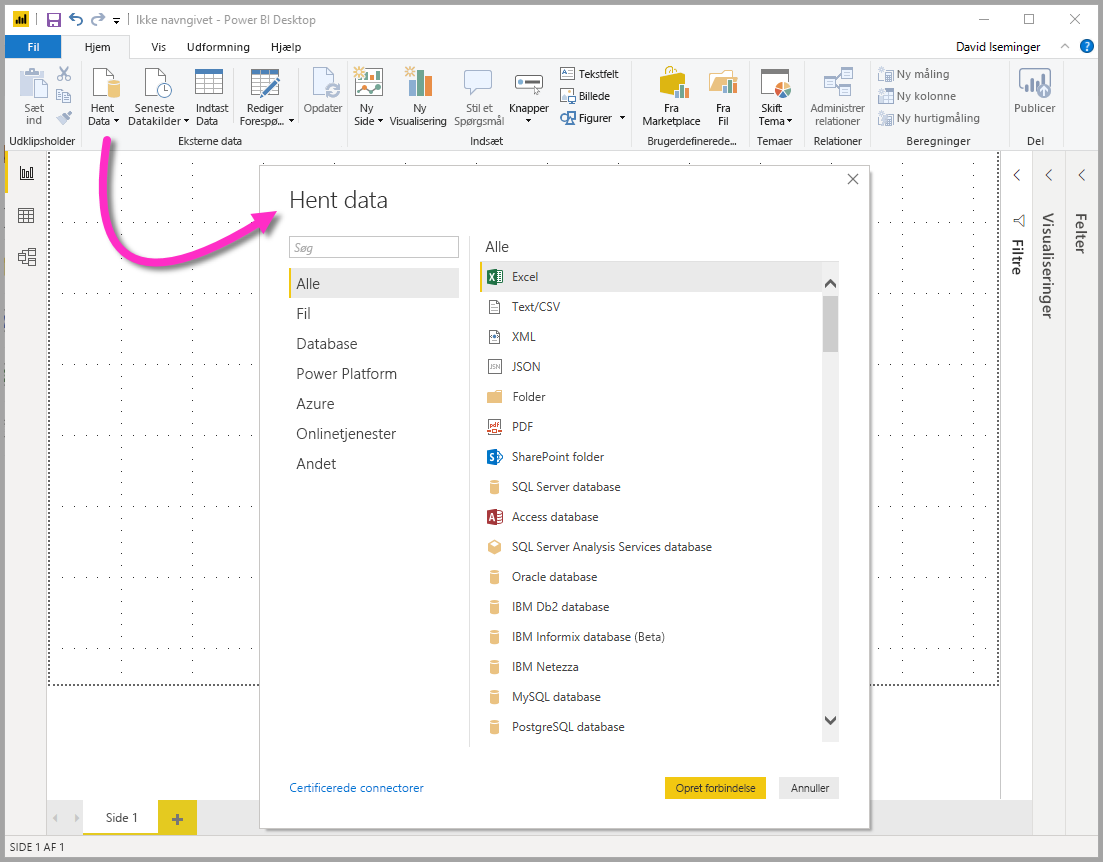 Ikke navngivet - Power BI Desktop
Fil
Hjem
Vis
Udformning
Hjælp
David Iseminger
?
Sæt ind
Hent Data
Seneste Datakilder
Indtast Data
Rediger Forespø...
Opdater
Ny Side
Ny Visualisering
Stil et Spørgsmål
Knapper
Tekstfelt
Billede
Figurer
Fra Marketplace
Fra Fil
Skift Tema
Administrer relationer
Ny måling
Ny kolonne
Ny hurtigmåling
Publicer
Udklipsholder
Eksterne data
Indsæt
Brugerdefinerede...
Temaer
Relationer
Beregninger
Del
Hent data
Søg
Alle
Fil
Database
Power Platform
Azure
Onlinetjenester
Andet
Alle
Excel
Text/CSV
XML
JSON
Folder
PDF
SharePoint folder
SQL Server database
Access database
SQL Server Analysis Services database
Oracle database
IBM Db2 database
IBM Informix database (Beta)
IBM Netezza
MySQL database
PostgreSQL database
Certificerede connectorer
Opret forbindelse
Annuller
Filtre
Visualiseringer
Felter
Side 1
SIDE 1 AF 1